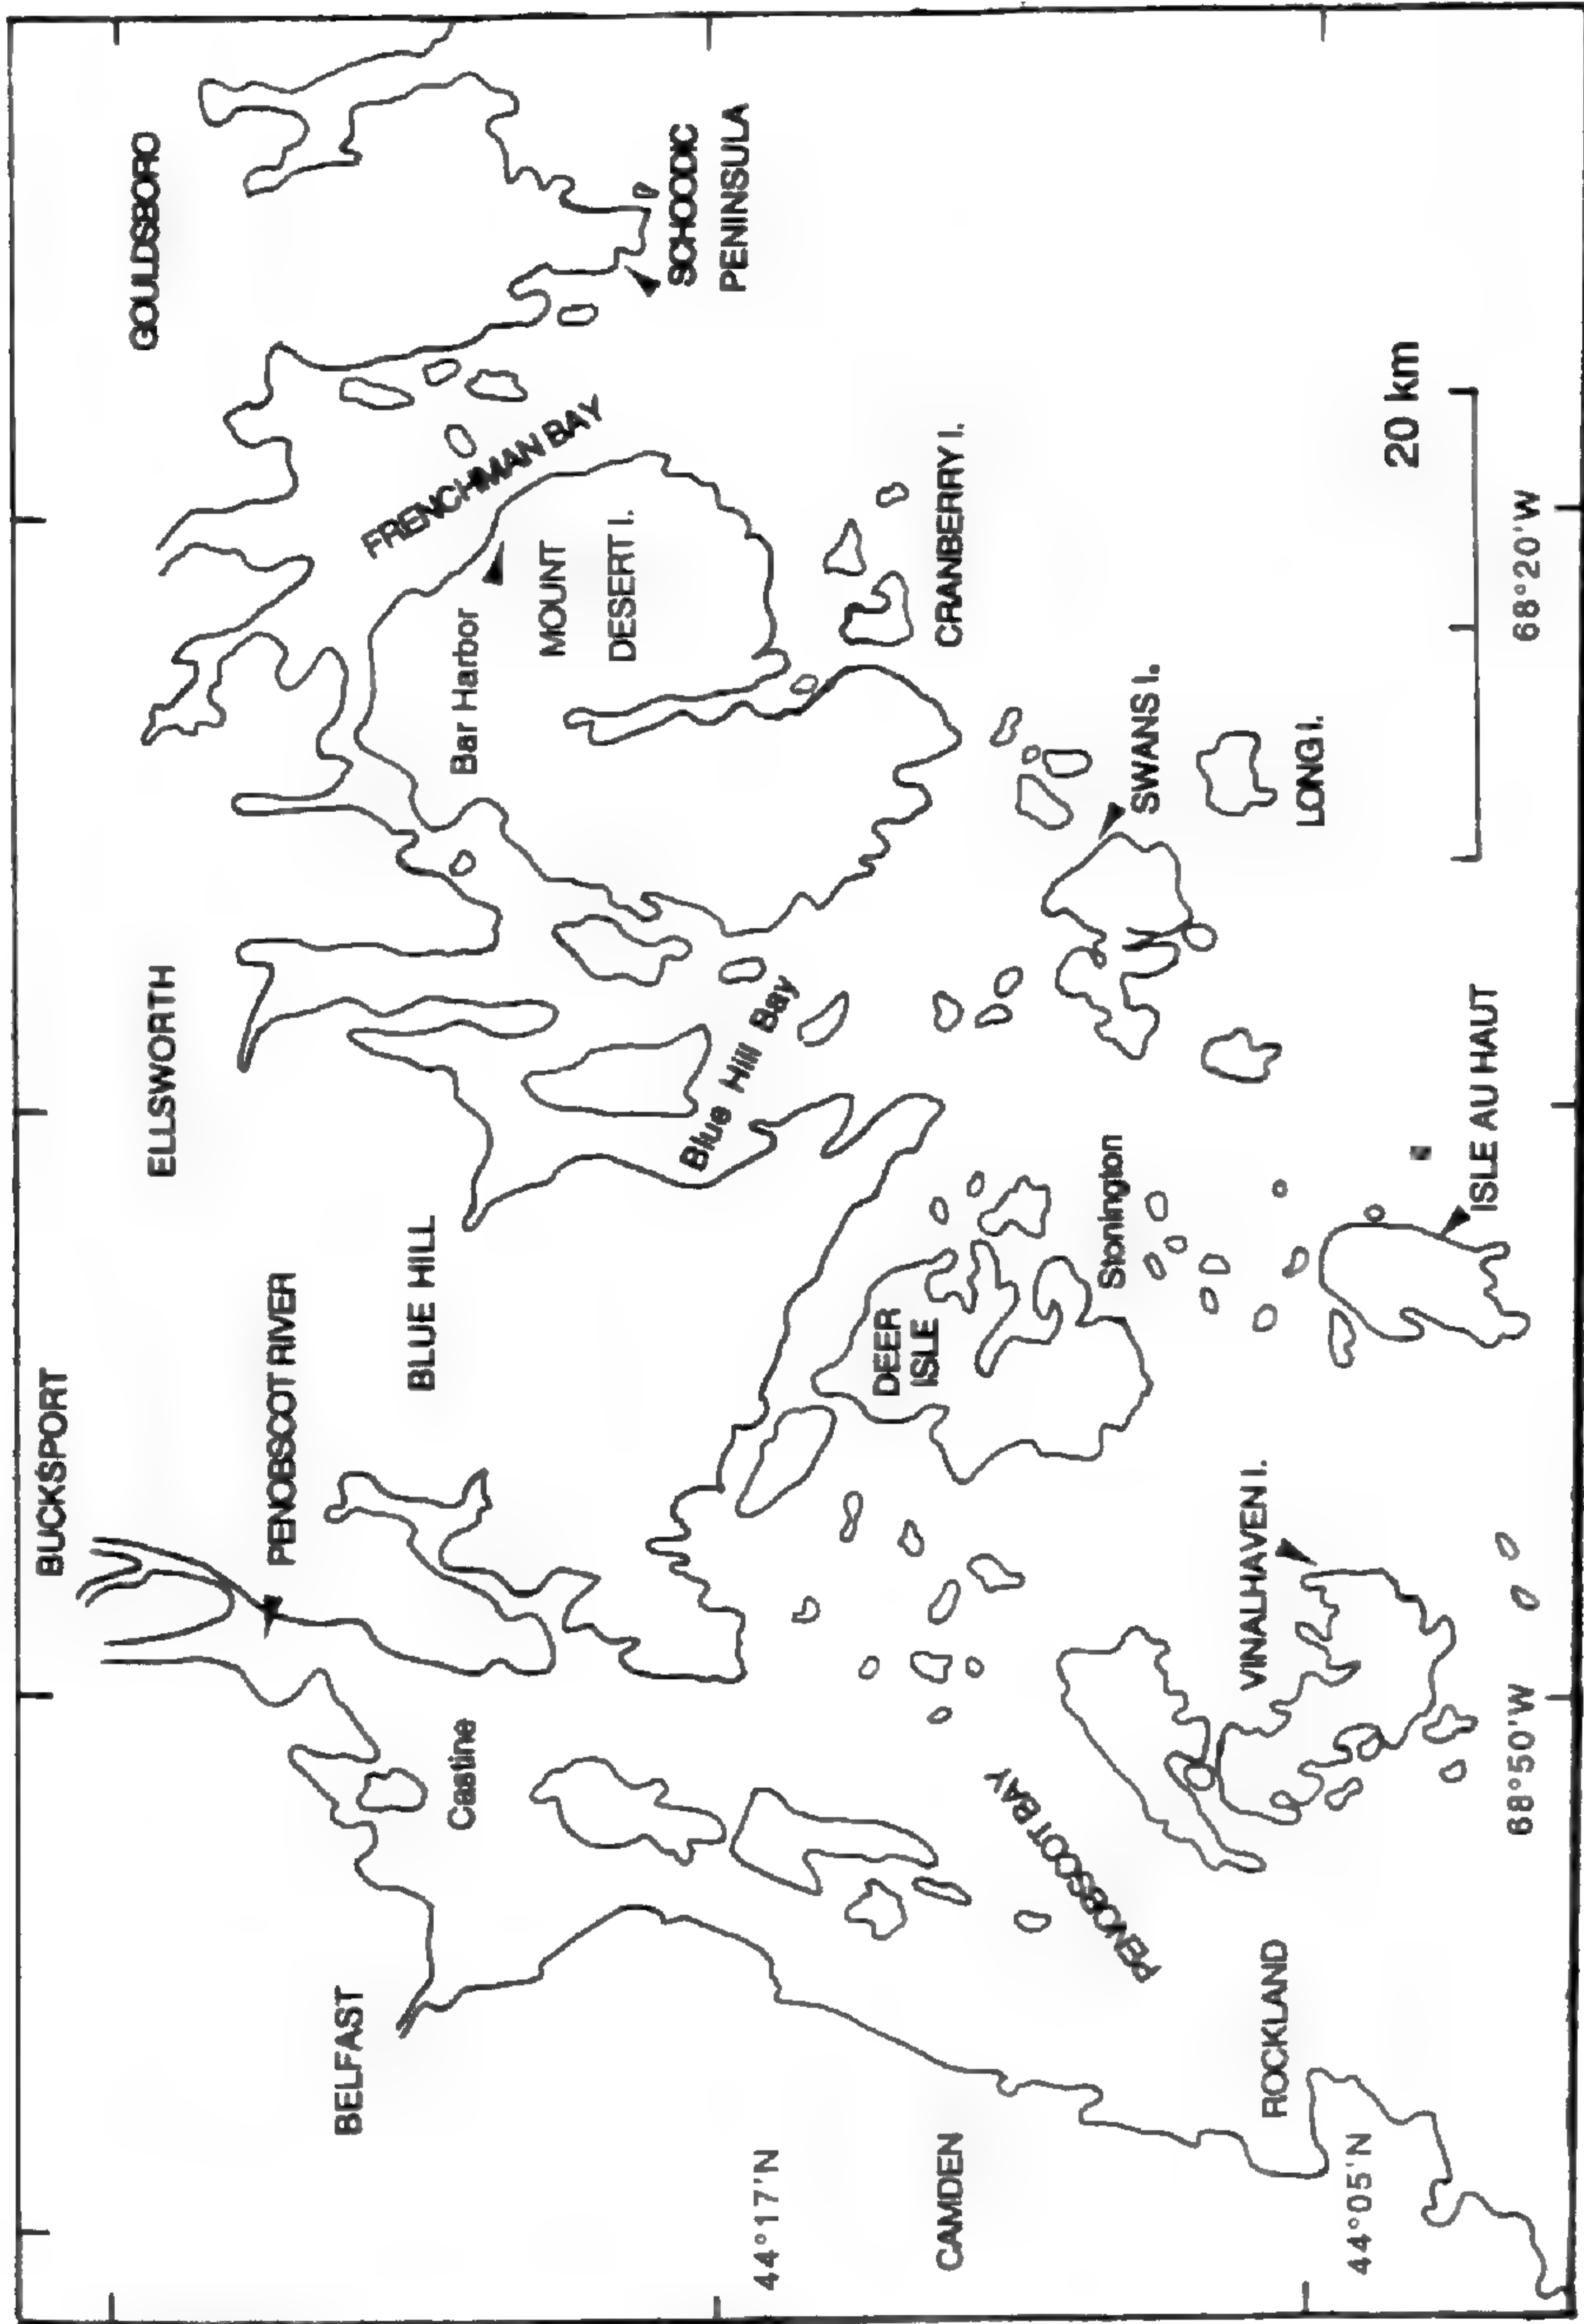 BUCKSPORT
GOULDSBORO
ELLSWORTH
PENOBSCOT RIVER
BELFAST
BLUE HILL
Castine
Bar Harbor
FRENCHMAN BAY
MOUNT
DESERT I.
SCHOODIC
PENINSULA
44°17'N
Blue Hill Bay
DEER
ISLE
CAMDEN
CRANBERRY I.
PENOBSCOT BAY
Stonington
SWANS I.
VINALHAVEN I.
ROCKLAND
LONG I.
44°05'N
20 km
ISLE AU HAUT
68°50'W
68°20'W